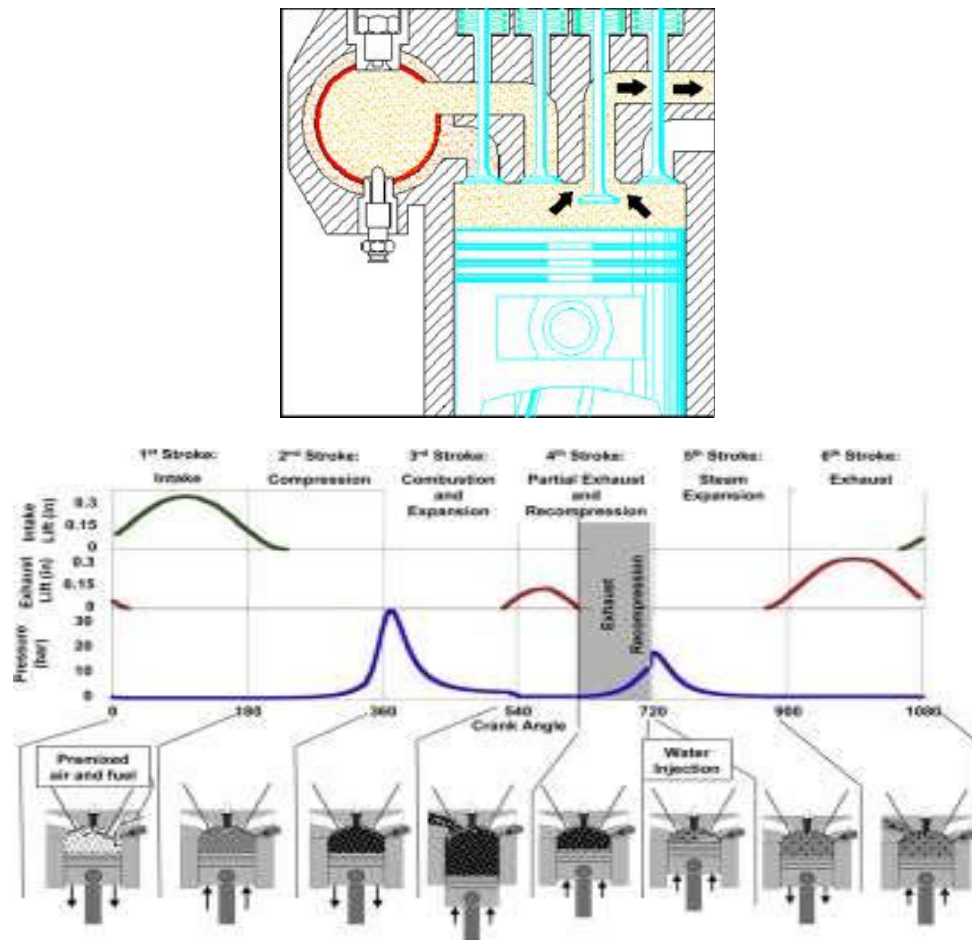 1st Stroke:
Intake
2nd Stroke:
Compression
3rd Stroke:
Combustion
and
Expansion
4th Stroke:
Partial Exhaust
and
Recompression
5th Stroke:
Steam
Expansion
6th Stroke:
Exhaust
Intake
Lift (in)
0.3
0.15
0
Exhaust
Lift (in)
0.3
0.15
0
Pressure
(bar)
30
20
10
0
Exhaust
Recompression
0 180 360 540 720 900 1080
Crank Angle
Premixed
air and fuel
Water
Injection